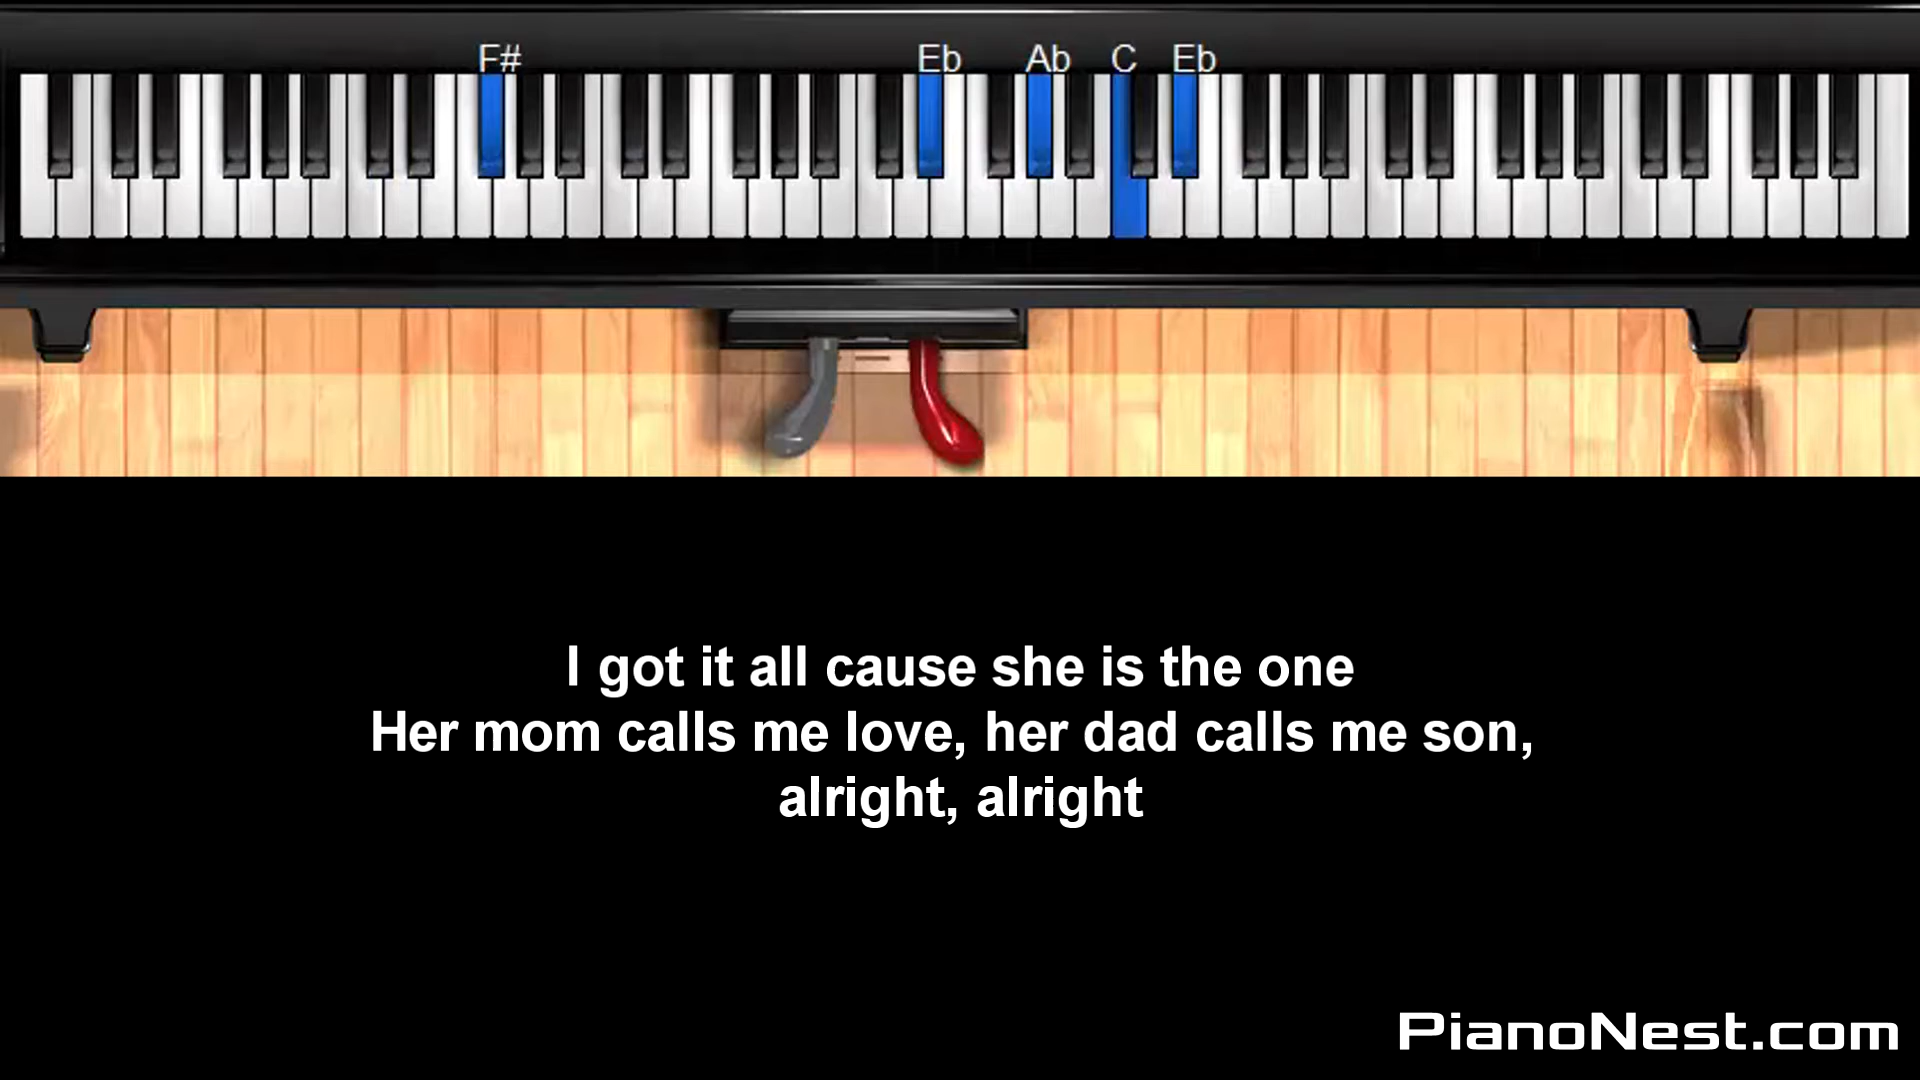 F# Eb Ab C Eb
I got it all cause she is the one
Her mom calls me love, her dad calls me son,
alright, alright
PianoNest.com